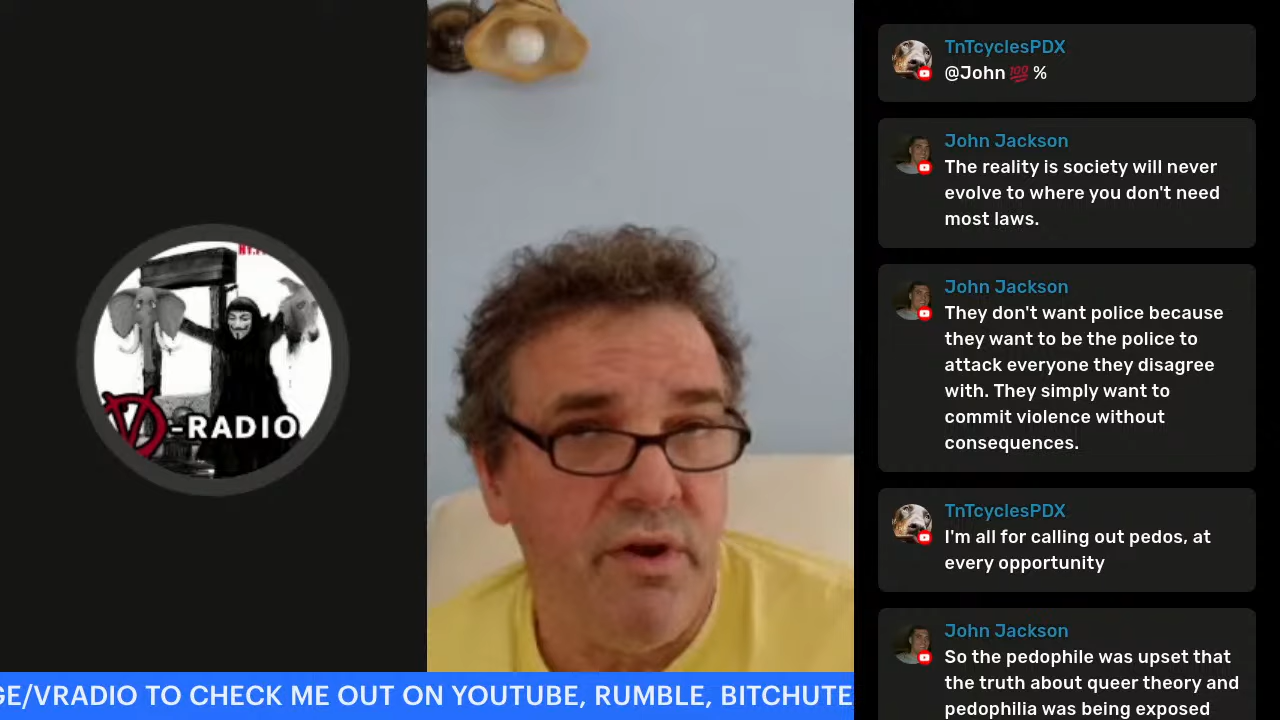 -RADIO
GE/VRADIO TO CHECK ME OUT ON YOUTUBE, RUMBLE, BITCHUTE
TnTcyclesPDX
@John 💯 %
John Jackson
The reality is society will never
evolve to where you don't need
most laws.
John Jackson
They don't want police because
they want to be the police to
attack everyone they disagree
with. They simply want to
commit violence without
consequences.
TnTcyclesPDX
I'm all for calling out pedos, at
every opportunity
John Jackson
So the pedophile was upset that
the truth about queer theory and
pedophilia was being exposed